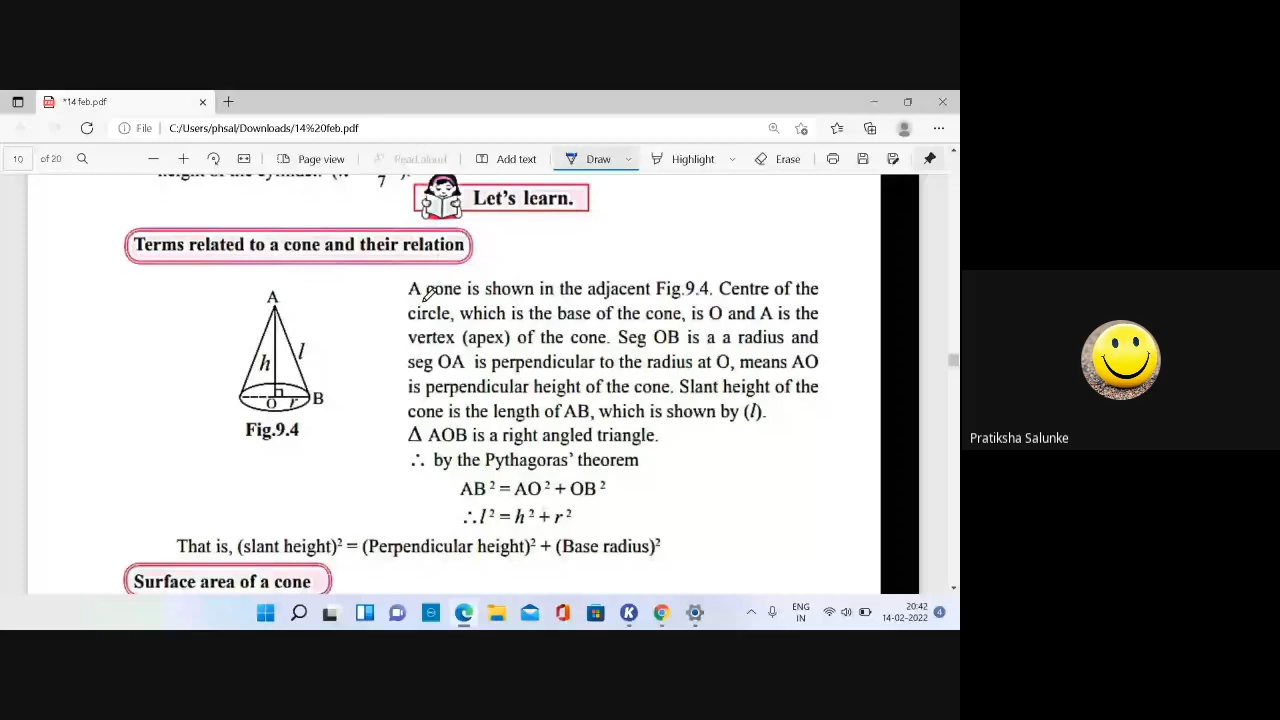 *14 feb.pdf
File C:/Users/phsal/Downloads/14%20feb.pdf
10 of 20 Page view Read aloud Add text Draw Highlight Erase
height of the cylinder.
7
Let's learn.
Terms related to a cone and their relation
A
h
l
O
r
B
Fig.9.4
A cone is shown in the adjacent Fig.9.4. Centre of the
circle, which is the base of the cone, is O and A is the
vertex (apex) of the cone. Seg OB is a a radius and
seg OA is perpendicular to the radius at O, means AO
is perpendicular height of the cone. Slant height of the
cone is the length of AB, which is shown by (l).
Δ AOB is a right angled triangle.
∴ by the Pythagoras' theorem
AB² = AO² + OB²
∴ l² = h² + r²
That is, (slant height)² = (Perpendicular height)² + (Base radius)²
Surface area of a cone
Pratiksha Salunke
ENG
IN
20:42
14-02-2022
4